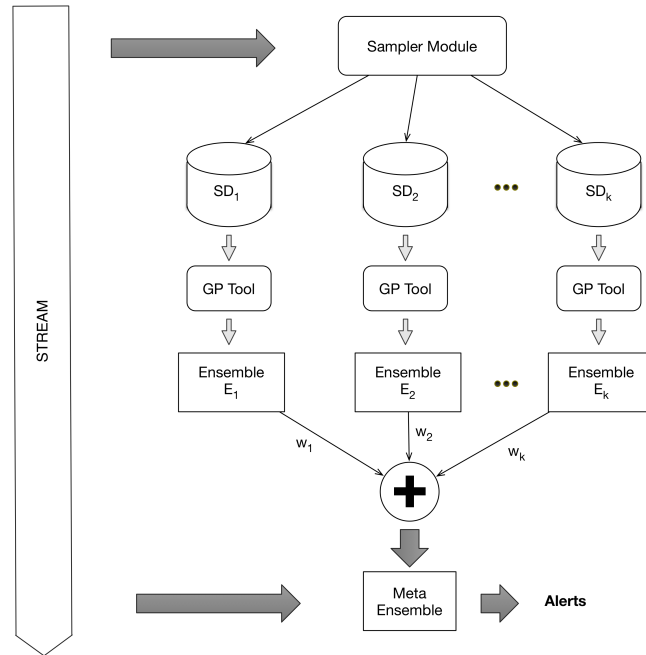 Sampler Module
SD1
SD2
SDk
GP Tool
GP Tool
GP Tool
STREAM
Ensemble
E1
Ensemble
E2
Ensemble
Ek
w1
w2
wk
Meta
Ensemble
Alerts